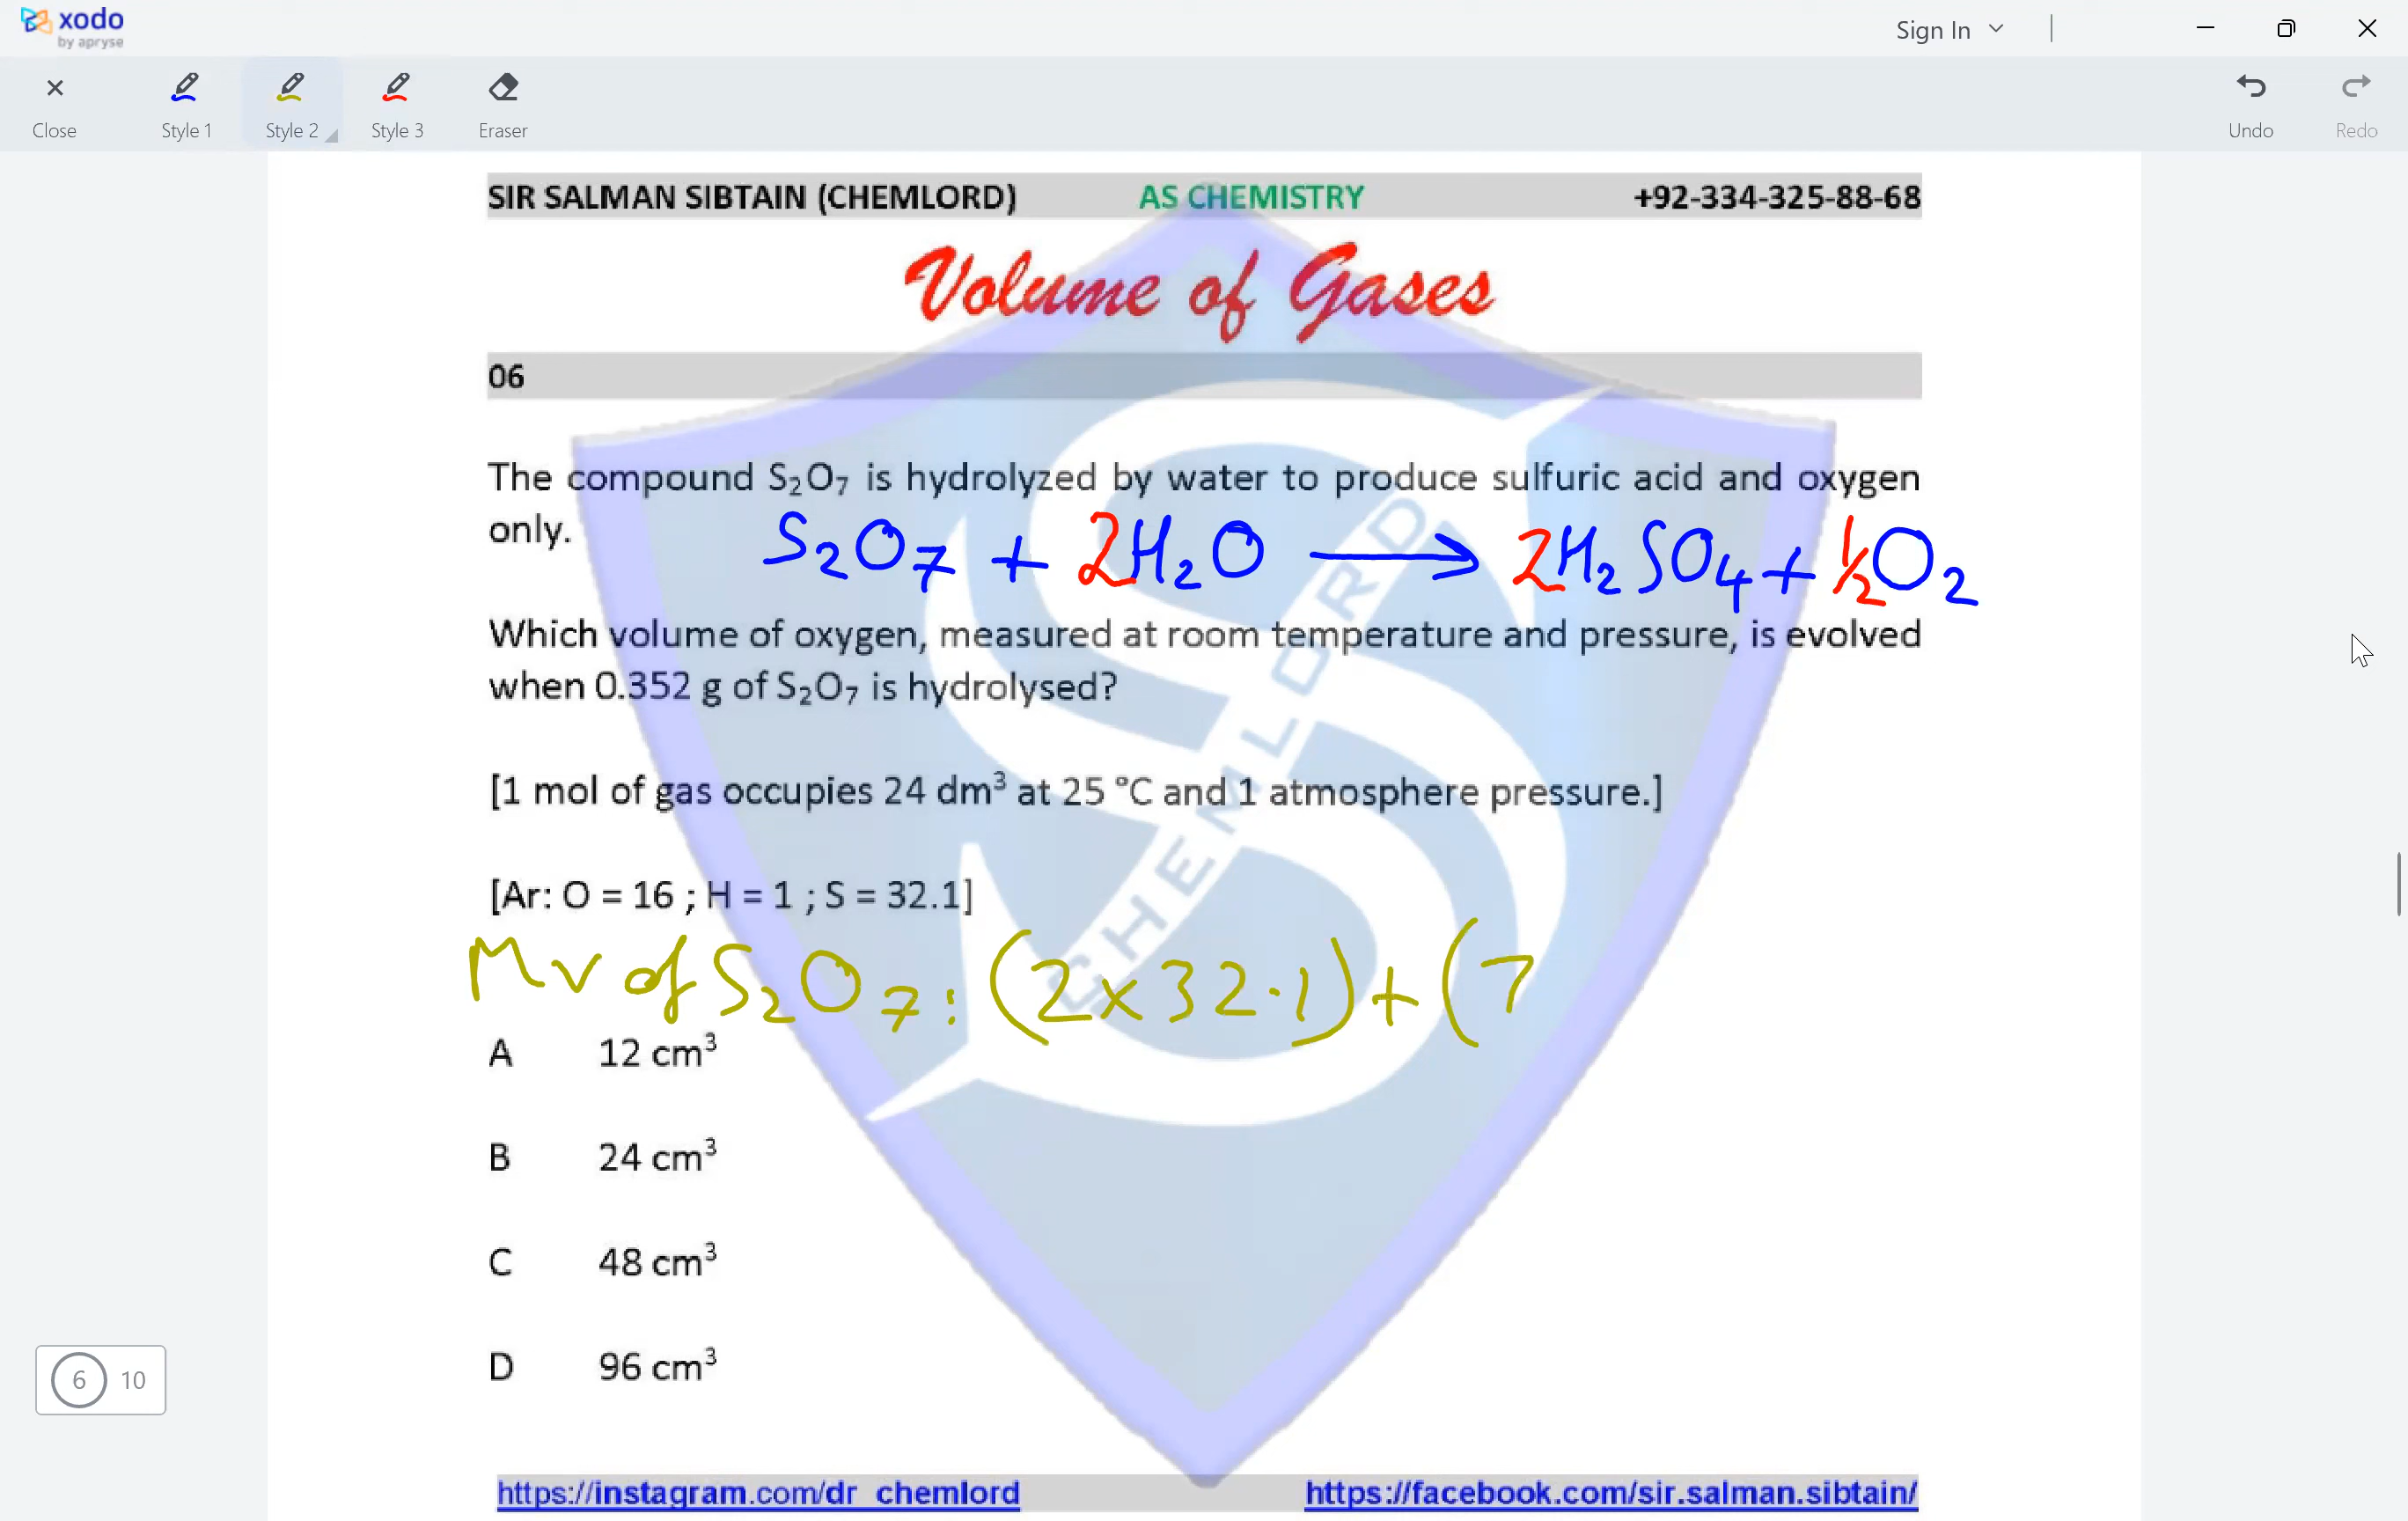 xodo
by apryse
Sign In
Close
Style 1
Style 2
Style 3
Eraser
Undo
Redo
SIR SALMAN SIBTAIN (CHEMLORD) AS CHEMISTRY +92-334-325-88-68
Volume of Gases
06
The compound S₂O₇ is hydrolyzed by water to produce sulfuric acid and oxygen
only.
S₂O₇ + 2H₂O → 2H₂SO₄ + ½O₂
Which volume of oxygen, measured at room temperature and pressure, is evolved
when 0.352 g of S₂O₇ is hydrolysed?
[1 mol of gas occupies 24 dm³ at 25 °C and 1 atmosphere pressure.]
[Ar: O = 16 ; H = 1 ; S = 32.1]
Mr of S₂O₇ : (2×32·1)+(7
A 12 cm³
B 24 cm³
C 48 cm³
D 96 cm³
CHEMLORD
6 10
https://instagram.com/dr_chemlord https://facebook.com/sir.salman.sibtain/